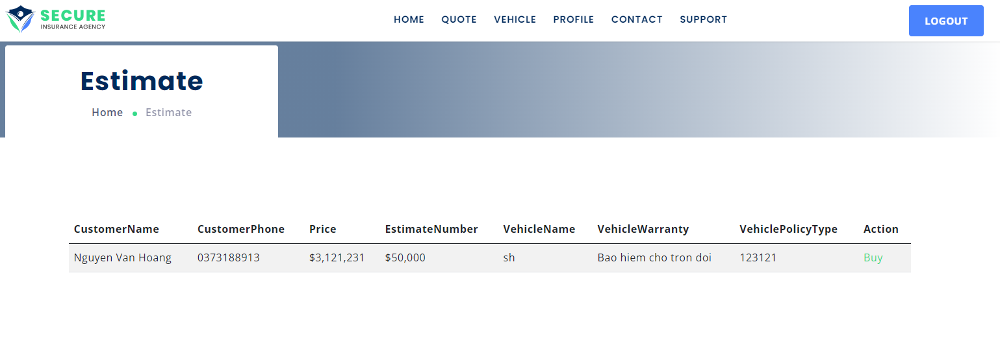 SECURE
INSURANCE AGENCY
HOME QUOTE VEHICLE PROFILE CONTACT SUPPORT
LOGOUT
Estimate
Home Estimate
CustomerName CustomerPhone Price EstimateNumber VehicleName VehicleWarranty VehiclePolicyType Action
Nguyen Van Hoang 0373188913 $3,121,231 $50,000 sh Bao hiem cho tron doi 123121 Buy